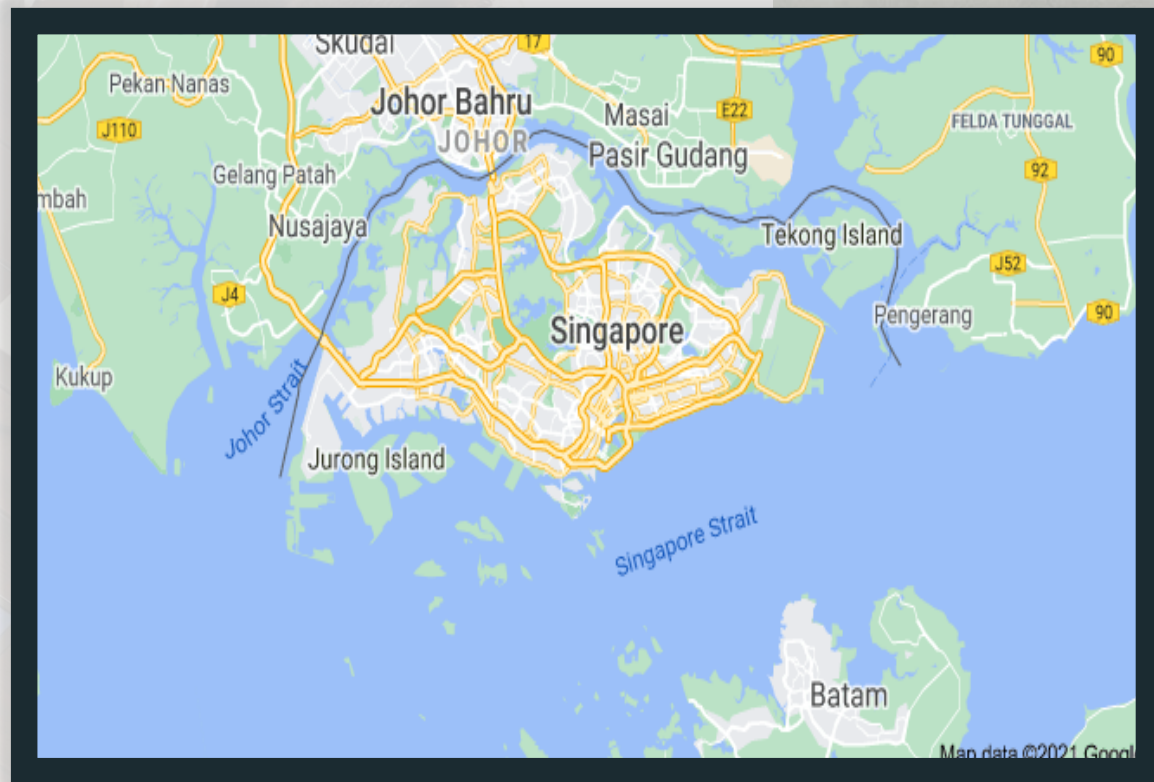 Skudai
17
90
Pekan Nanas
Johor Bahru
Masai
E22
J110
JOHOR
FELDA TUNGGAL
Pasir Gudang
92
Gelang Patah
mbah
Nusajaya
Tekong Island
J52
J4
Singapore
Pengerang
90
Kukup
Johor Strait
Jurong Island
Singapore Strait
Batam
Map data ©2021 Googl